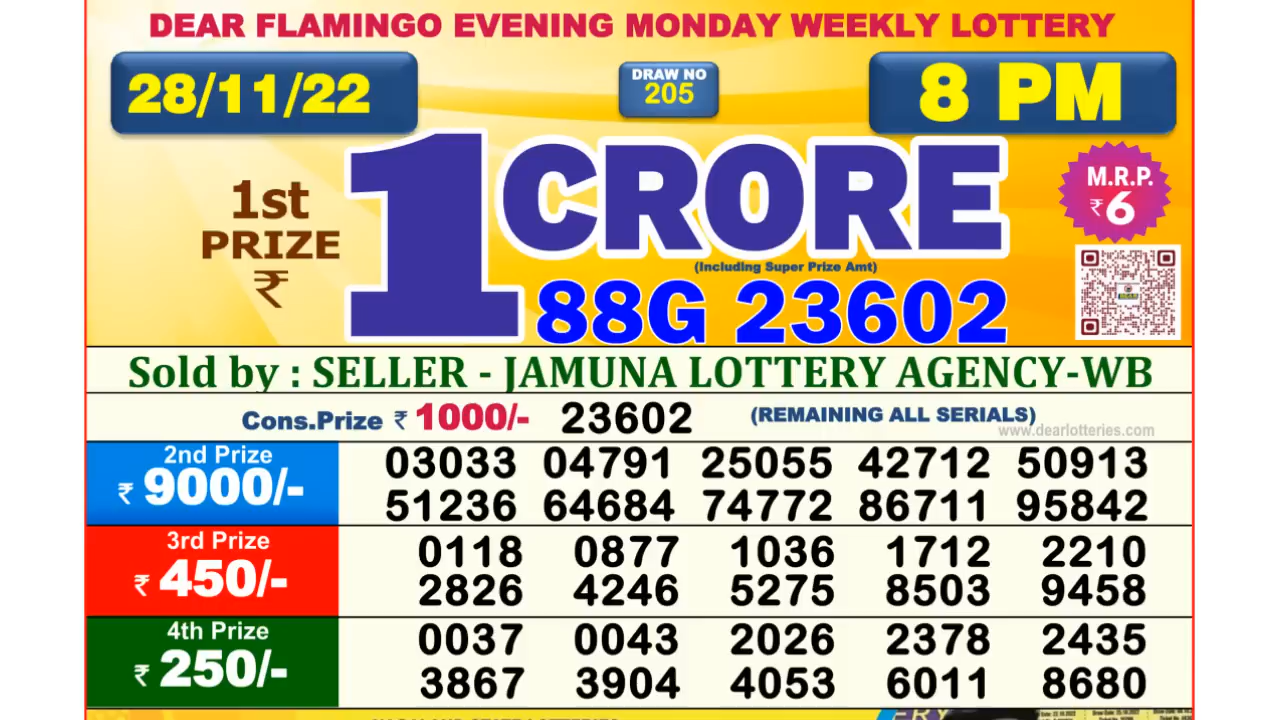 DEAR FLAMINGO EVENING MONDAY WEEKLY LOTTERY
28/11/22
DRAW NO
205
8 PM
1st
PRIZE
₹
1 CRORE
(Including Super Prize Amt)
M.R.P.
₹ 6
88G 23602
Sold by : SELLER - JAMUNA LOTTERY AGENCY-WB
Cons.Prize ₹ 1000/- 23602 (REMAINING ALL SERIALS)
www.dearlotteries.com
2nd Prize
₹ 9000/-
03033 04791 25055 42712 50913
51236 64684 74772 86711 95842
3rd Prize
₹ 450/-
0118 0877 1036 1712 2210
2826 4246 5275 8503 9458
4th Prize
₹ 250/-
0037 0043 2026 2378 2435
3867 3904 4053 6011 8680